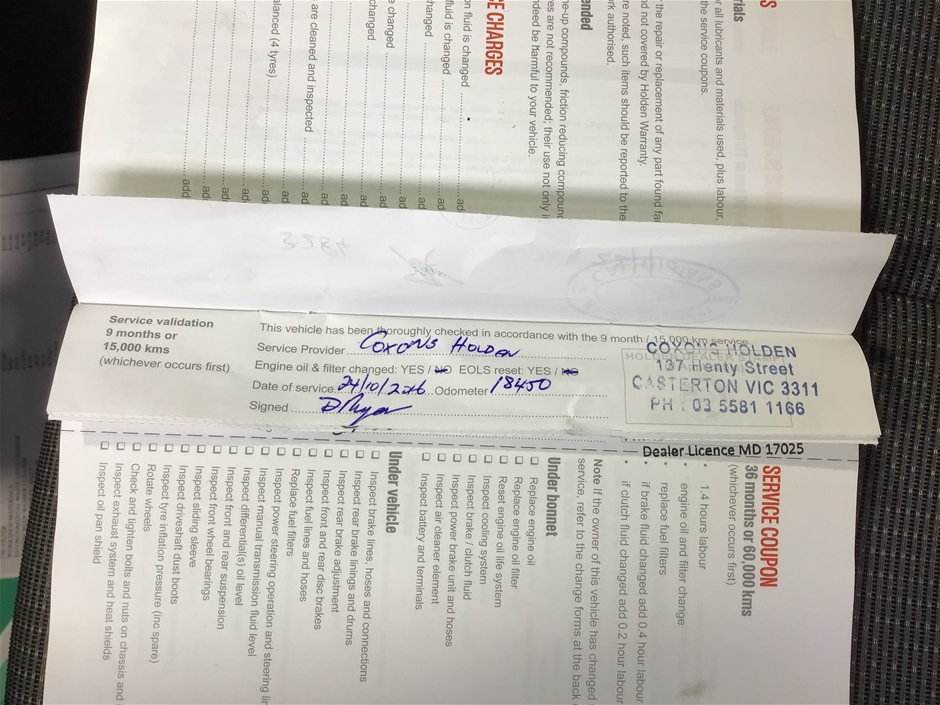 S
rials
or all lubricants and materials used, plus labour,
the service coupons.
the repair or replacement of any part found fa
d not covered by Holden Warranty.
are noted, such items should be reported to the
rk authorised.
ended
e-up compounds, friction reducing compound
es are not recommended; their use not only i
ndeed be harmful to your vehicle.
CE CHARGES
n fluid is changed ad
fluid is changed
hanged
e changed
changed
are cleaned and inspected ad
alanced (4 tyres) ad
Service validation
9 months or
15,000 kms
(whichever occurs first)
This vehicle has been thoroughly checked in accordance with the 9 month / 15,000 km service.
Service Provider COXONS HOLDEN
Engine oil & filter changed: YES / NO EOLS reset: YES / NO
Date of service 24/10/2016 Odometer 18450
Signed
COXONS HOLDEN
137 Henty Street
CASTERTON VIC 3311
PH : 03 5581 1166
Dealer Licence MD 17025
SERVICE COUPON
36 months or 60,000 kms
(whichever occurs first)
• 1.4 hours labour
• engine oil and filter change
• replace fuel filters
• if brake fluid changed add 0.4 hour labour
• if clutch fluid changed add 0.2 hour labour
Note If the owner of this vehicle has changed s
service, refer to the change forms at the back o
Under bonnet
Replace engine oil
Replace engine oil filter
Reset engine oil life system
Inspect cooling system
Inspect brake / clutch fluid
Inspect power brake unit and hoses
Inspect air cleaner element
Inspect battery and terminals
Under vehicle
Inspect brake lines, hoses and connections
Inspect rear brake linings and drums
Inspect rear brake adjustment
Inspect front and rear disc brakes
Inspect fuel lines and hoses
Replace fuel filters
Inspect power steering operation and steering lin
Inspect manual transmission fluid level
Inspect differential(s) oil level
Inspect front and rear suspension
Inspect front wheel bearings
Inspect sliding sleeve
Inspect driveshaft dust boots
Inspect tyre inflation pressure (inc spare)
Rotate wheels
Check and tighten bolts and nuts on chassis and
Inspect exhaust system and heat shields
Inspect oil pan shield